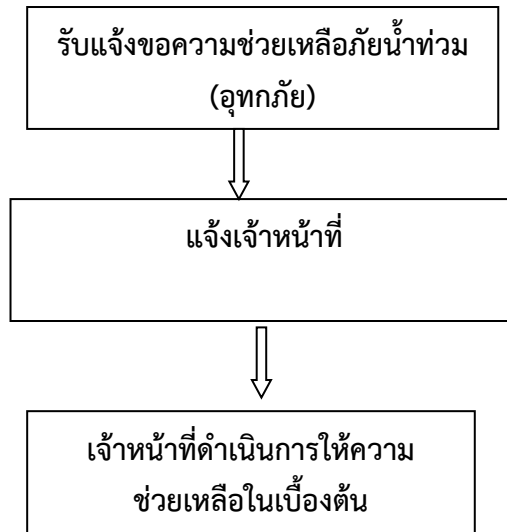 รับแจ้งขอความช่วยเหลือภัยน้ำท่วม
(อุทกภัย)
แจ้งเจ้าหน้าที่
เจ้าหน้าที่ดำเนินการให้ความ
ช่วยเหลือในเบื้องต้น